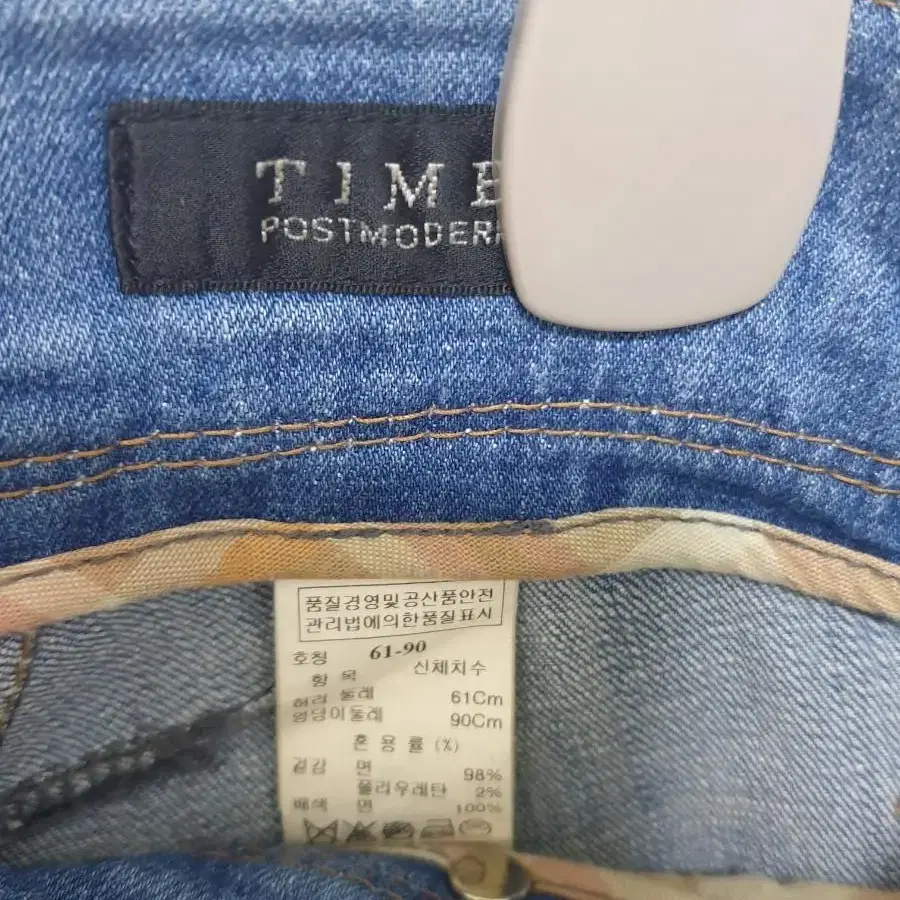 TIME
POSTMODERN
품질경영및공산품안전
관리법에의한품질표시
호칭 61-90
항 목 신체치수
허리 둘레 61Cm
엉덩이둘레 90Cm
혼 용 률 (%)
겉감 면 98%
폴리우레탄 2%
배색 면 100%